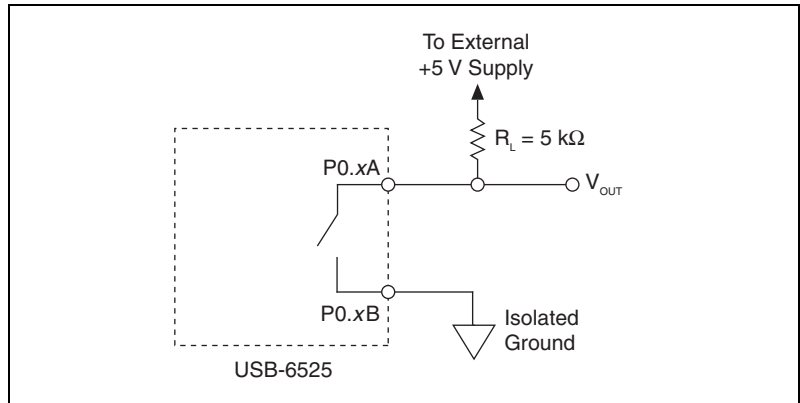 To External
+5 V Supply
R_L = 5 kΩ
P0.xA
V_OUT
P0.xB
Isolated
Ground
USB-6525